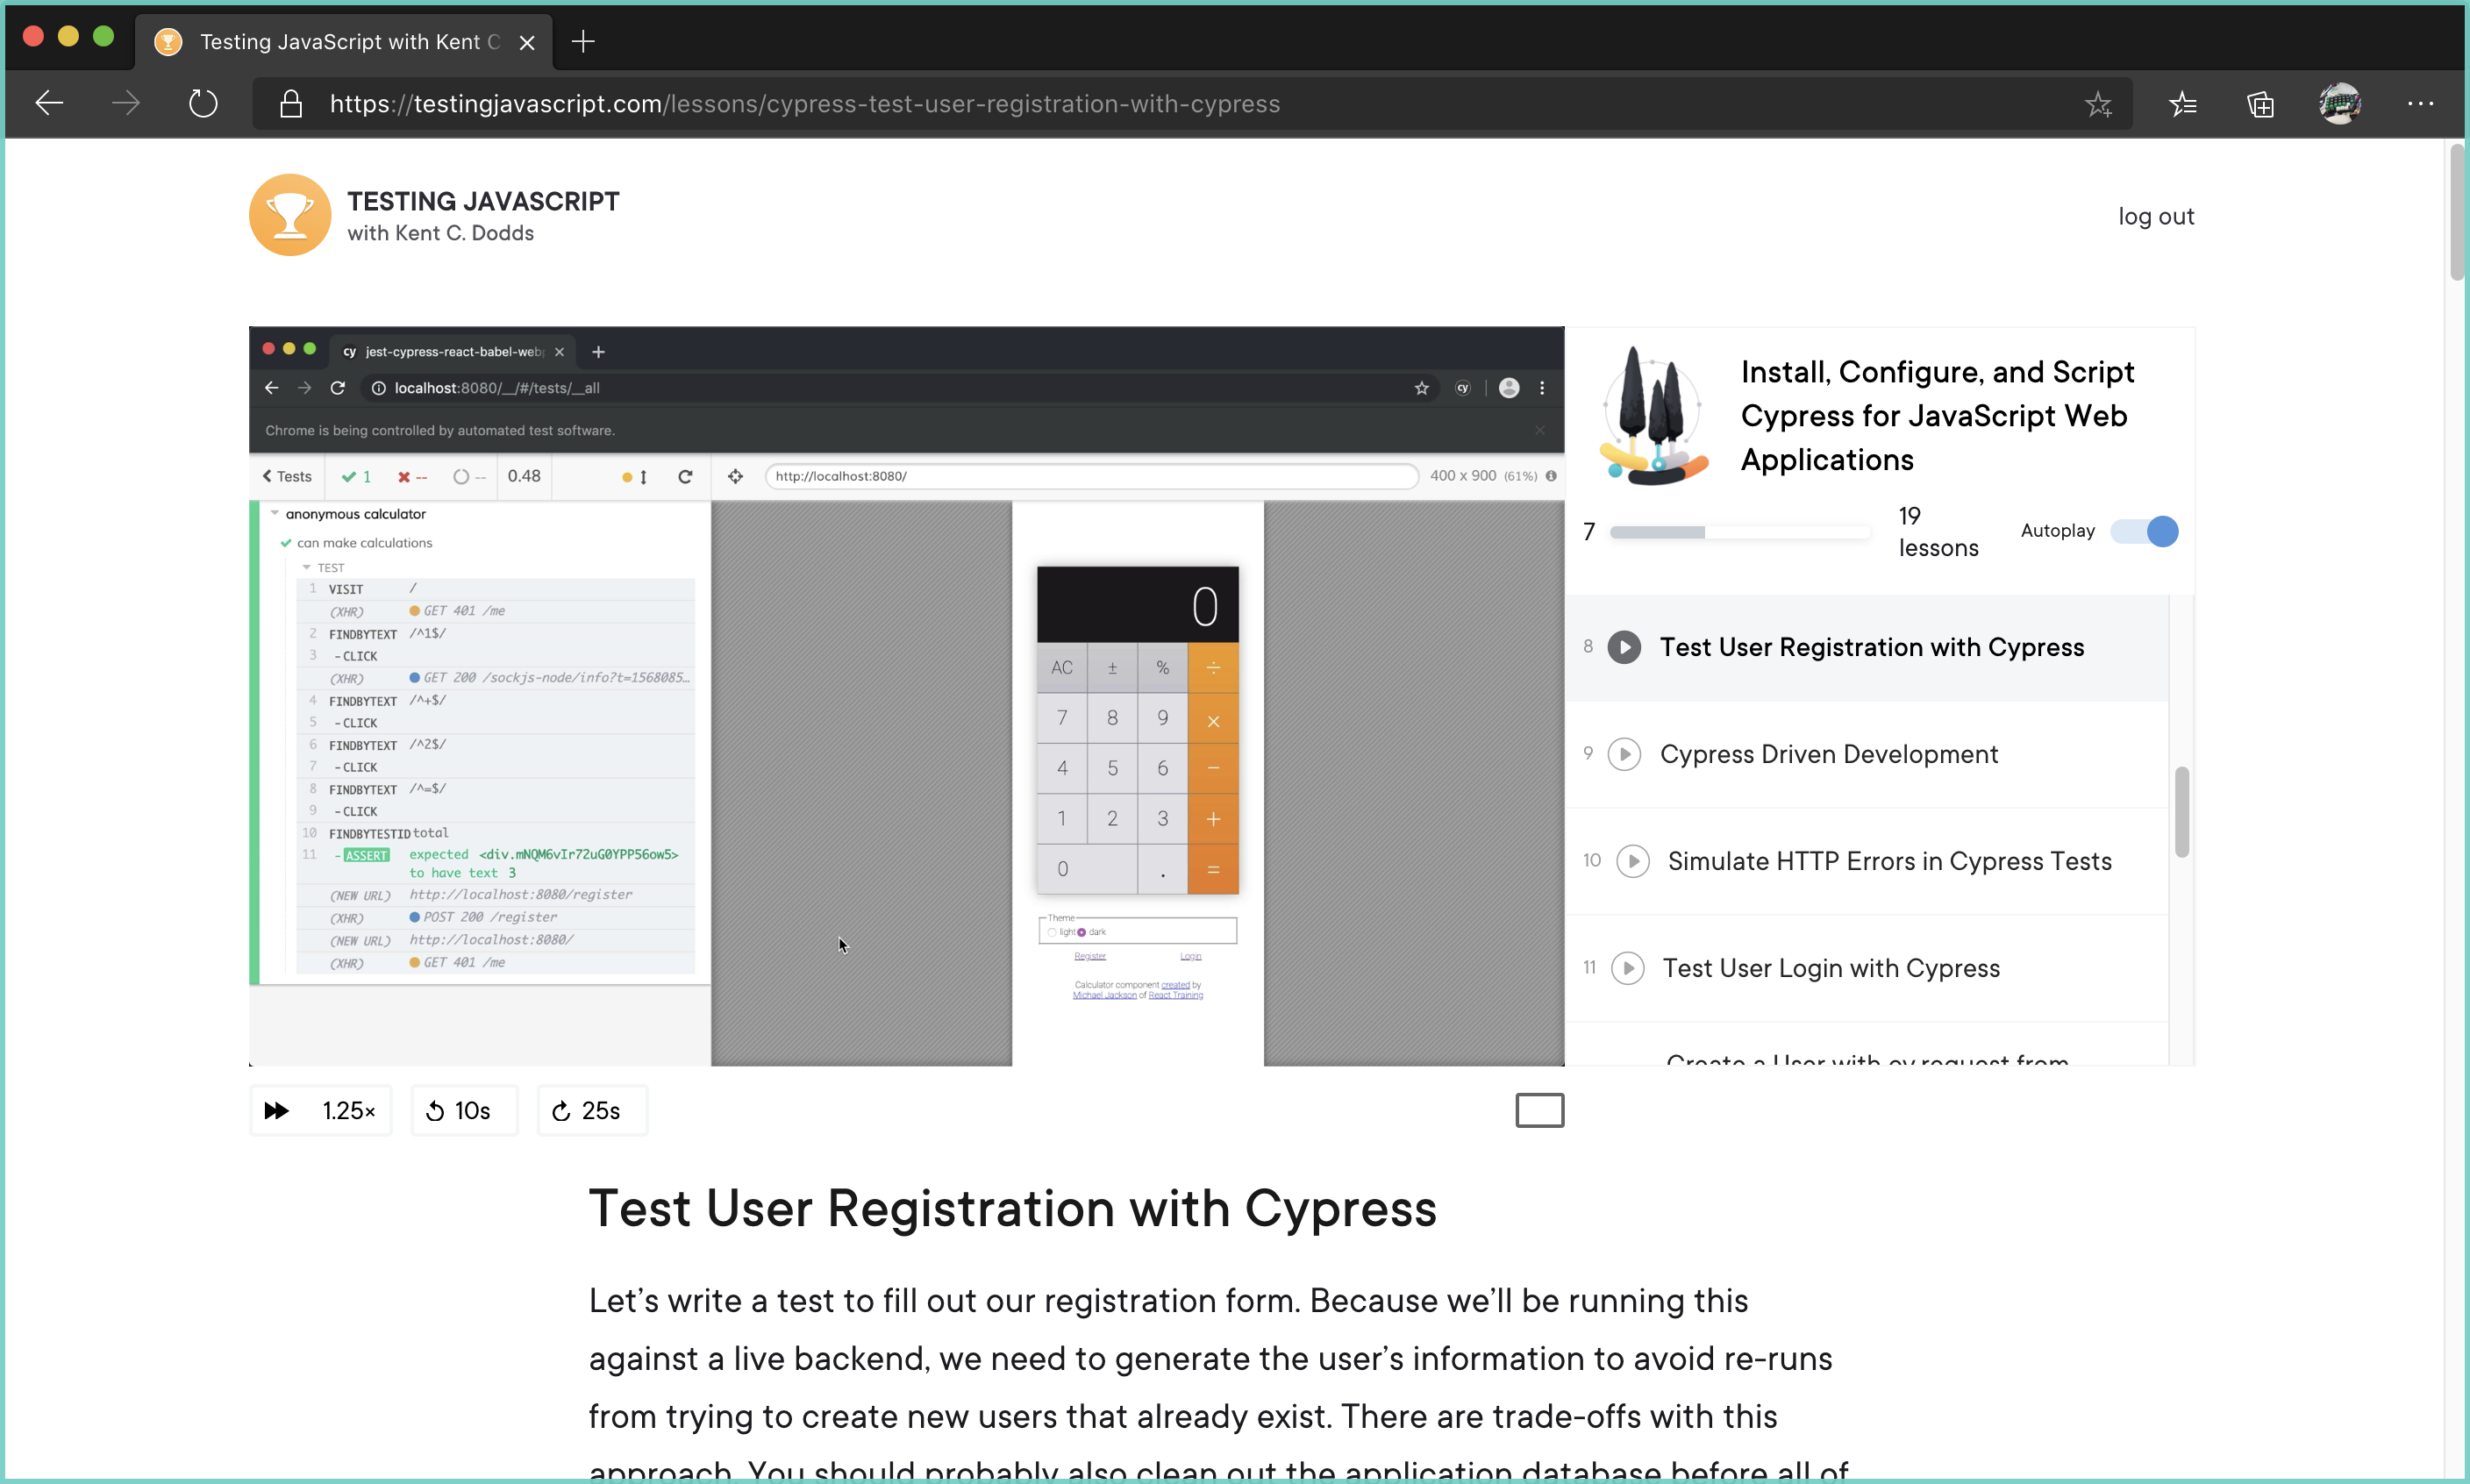 Testing JavaScript with Kent C
https://testingjavascript.com/lessons/cypress-test-user-registration-with-cypress
TESTING JAVASCRIPT
with Kent C. Dodds
log out
cy jest-cypress-react-babel-web
localhost:8080/__/#/tests/__all
cy
Chrome is being controlled by automated test software.
Tests
1
--
--
0.48
http://localhost:8080/
400 x 900 (61%)
anonymous calculator
can make calculations
TEST
1 VISIT /
(XHR) GET 401 /me
2 FINDBYTEXT /^1$/
3 -CLICK
(XHR) GET 200 /sockjs-node/info?t=1568085…
4 FINDBYTEXT /^+$/
5 -CLICK
6 FINDBYTEXT /^2$/
7 -CLICK
8 FINDBYTEXT /^=$/
9 -CLICK
10 FINDBYTESTID total
11 -ASSERT expected <div.mNQM6vIr72uG0YPP56ow5>
to have text 3
(NEW URL) http://localhost:8080/register
(XHR) POST 200 /register
(NEW URL) http://localhost:8080/
(XHR) GET 401 /me
0
AC ± % ÷
7 8 9 ×
4 5 6 −
1 2 3 +
0 . =
Theme
light dark
Register Login
Calculator component created by
Michael Jackson of React Training
Install, Configure, and Script
Cypress for JavaScript Web
Applications
7
19
lessons
Autoplay
8 Test User Registration with Cypress
9 Cypress Driven Development
10 Simulate HTTP Errors in Cypress Tests
11 Test User Login with Cypress
Create a User with cy.request from
1.25×
10s
25s
Test User Registration with Cypress
Let’s write a test to fill out our registration form. Because we’ll be running this
against a live backend, we need to generate the user’s information to avoid re-runs
from trying to create new users that already exist. There are trade-offs with this
approach. You should probably also clean out the application database before all of